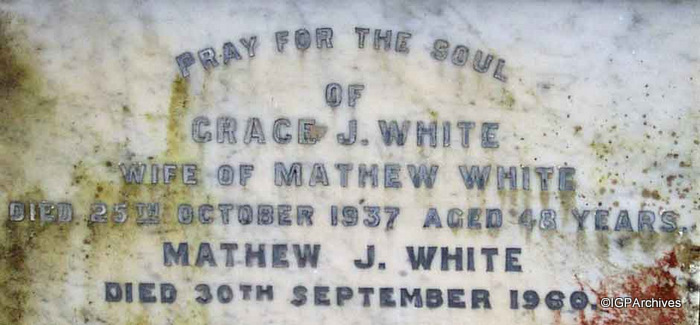 PRAY FOR THE SOUL
OF
GRACE J. WHITE
WIFE OF MATHEW WHITE
DIED 25TH OCTOBER 1937 AGED 48 YEARS.
MATHEW J. WHITE
DIED 30TH SEPTEMBER 1960.
©IGPArchives